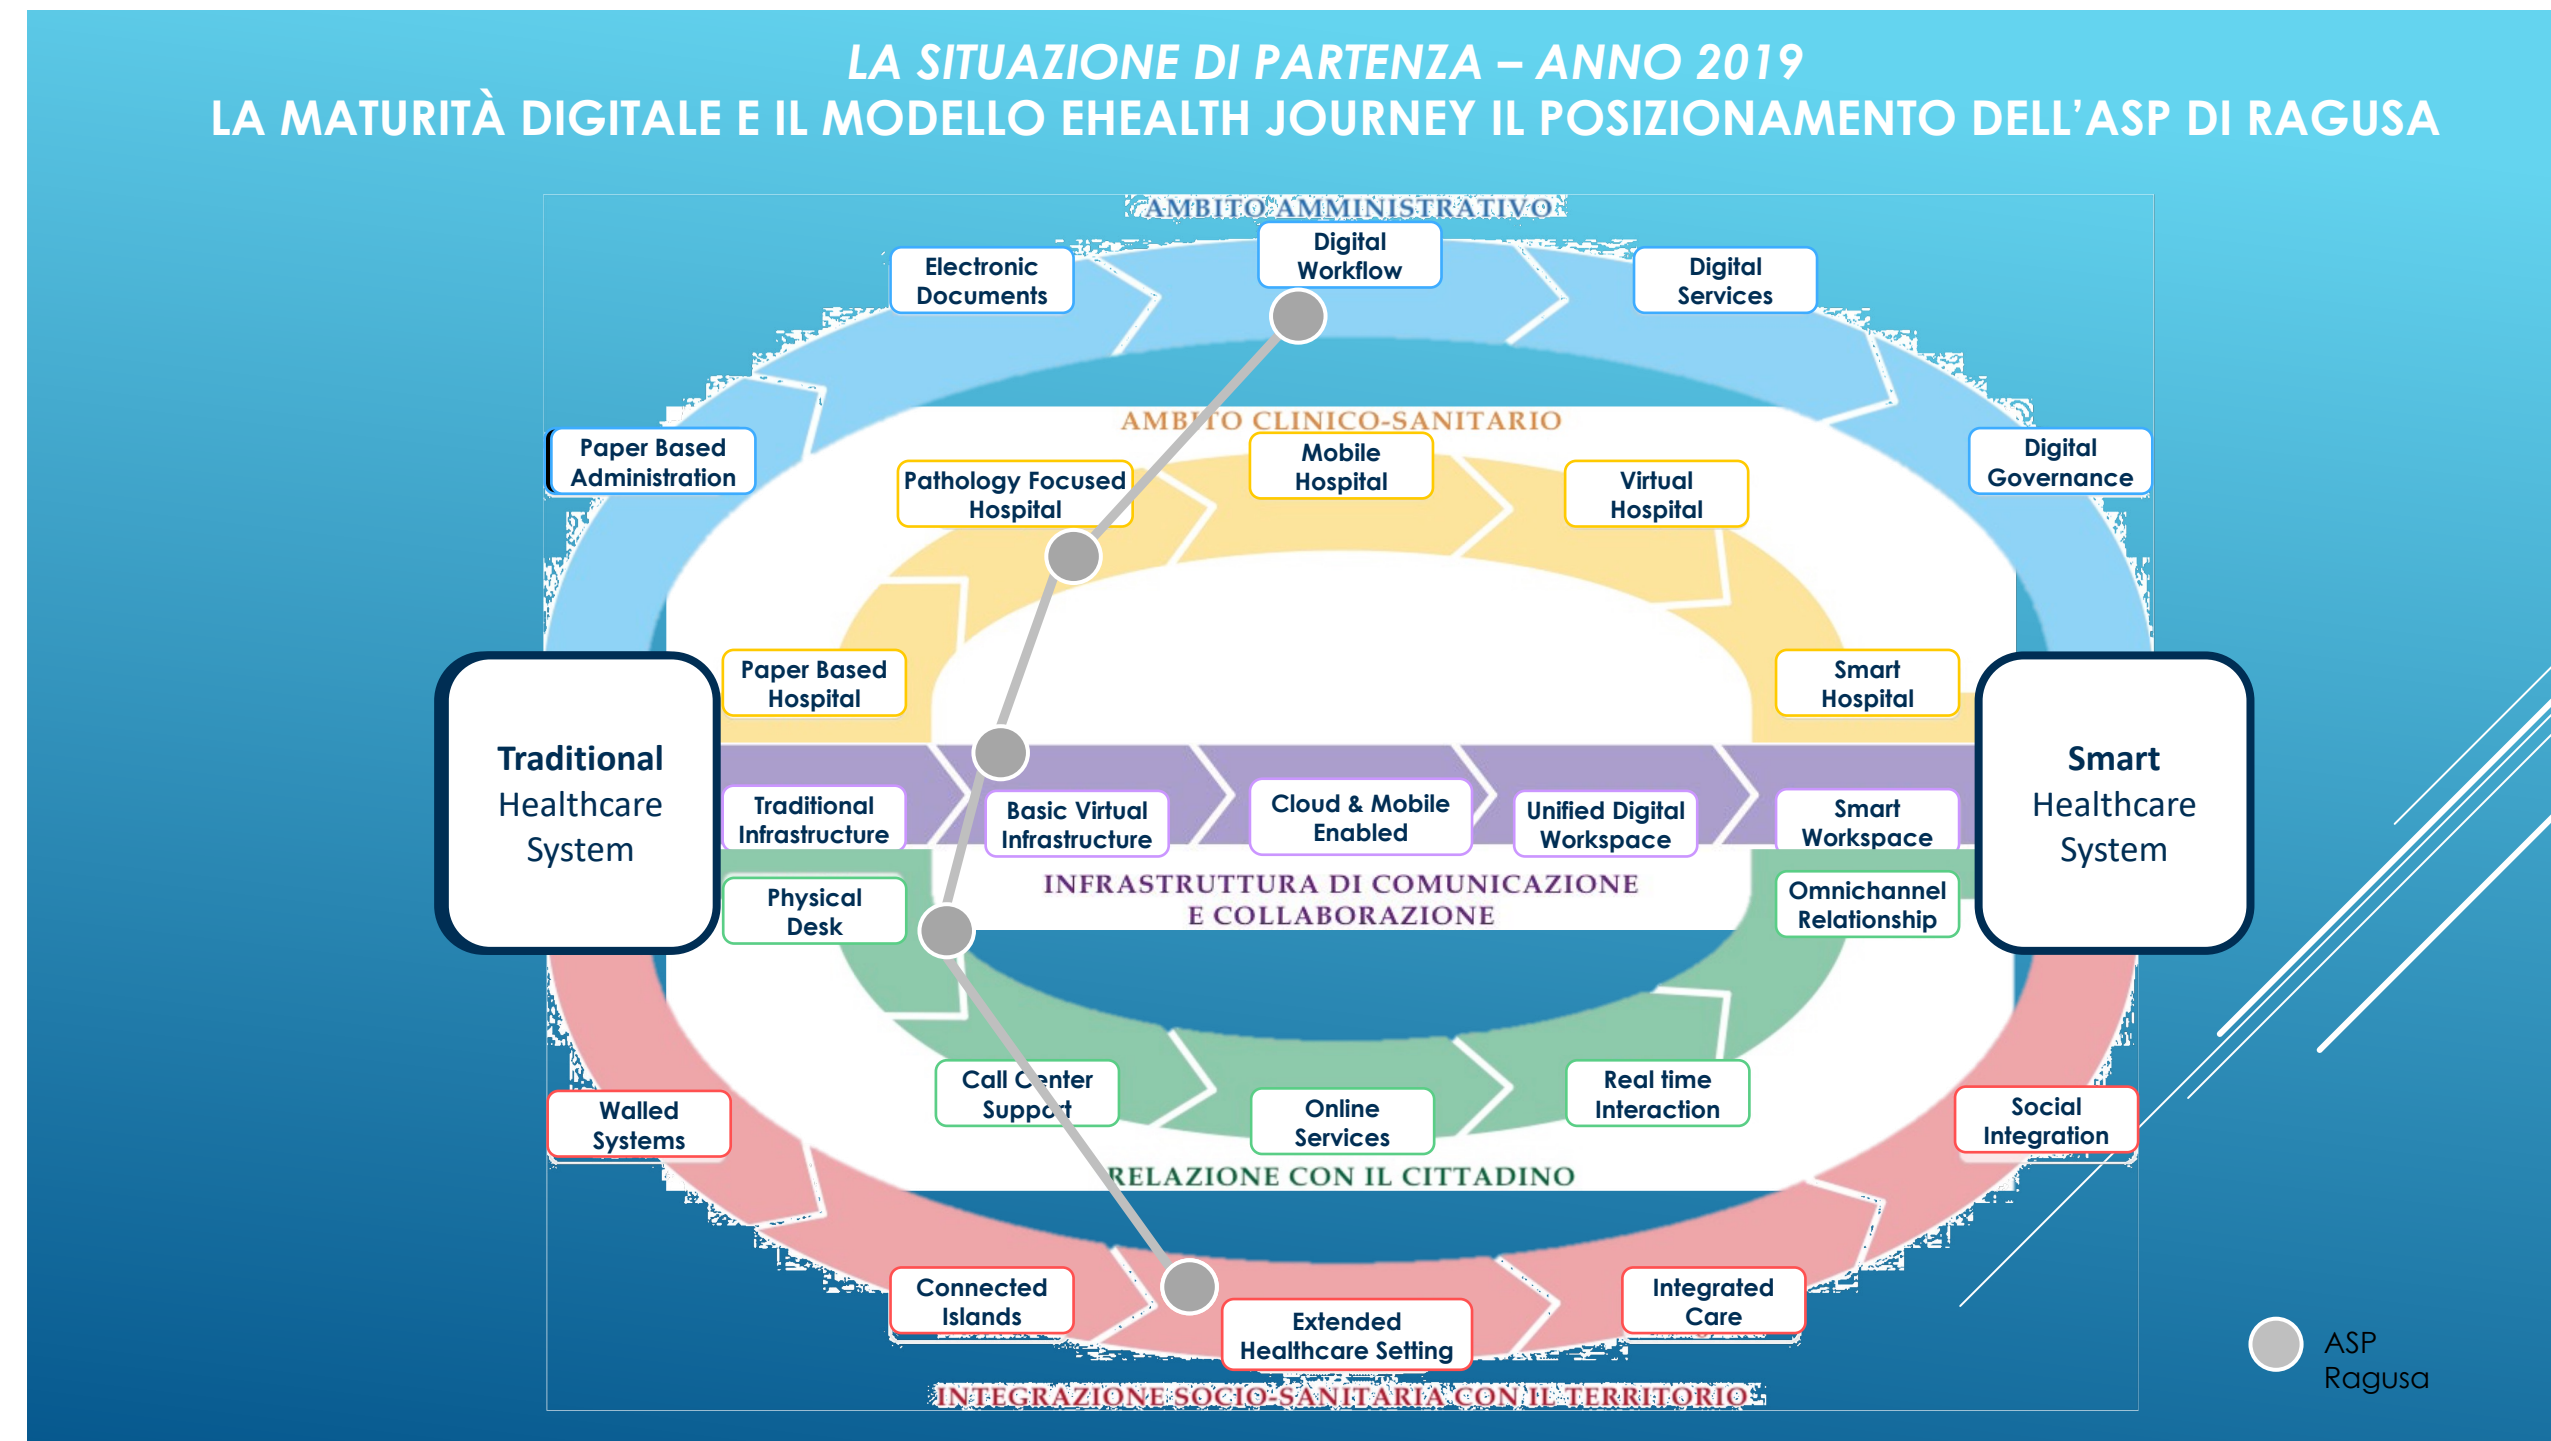 LA SITUAZIONE DI PARTENZA – ANNO 2019
LA MATURITÀ DIGITALE E IL MODELLO EHEALTH JOURNEY IL POSIZIONAMENTO DELL'ASP DI RAGUSA
AMBITO AMMINISTRATIVO
Paper Based
Administration
Electronic
Documents
Digital
Workflow
Digital
Services
Digital
Governance
AMBITO CLINICO-SANITARIO
Paper Based
Hospital
Pathology Focused
Hospital
Mobile
Hospital
Virtual
Hospital
Smart
Hospital
Traditional
Healthcare
System
Smart
Healthcare
System
Traditional
Infrastructure
Basic Virtual
Infrastructure
Cloud & Mobile
Enabled
Unified Digital
Workspace
Smart
Workspace
INFRASTRUTTURA DI COMUNICAZIONE
E COLLABORAZIONE
Physical
Desk
Call Center
Support
Online
Services
Real time
Interaction
Omnichannel
Relationship
RELAZIONE CON IL CITTADINO
Walled
Systems
Connected
Islands
Extended
Healthcare Setting
Integrated
Care
Social
Integration
INTEGRAZIONE SOCIO-SANITARIA CON IL TERRITORIO
ASP
Ragusa